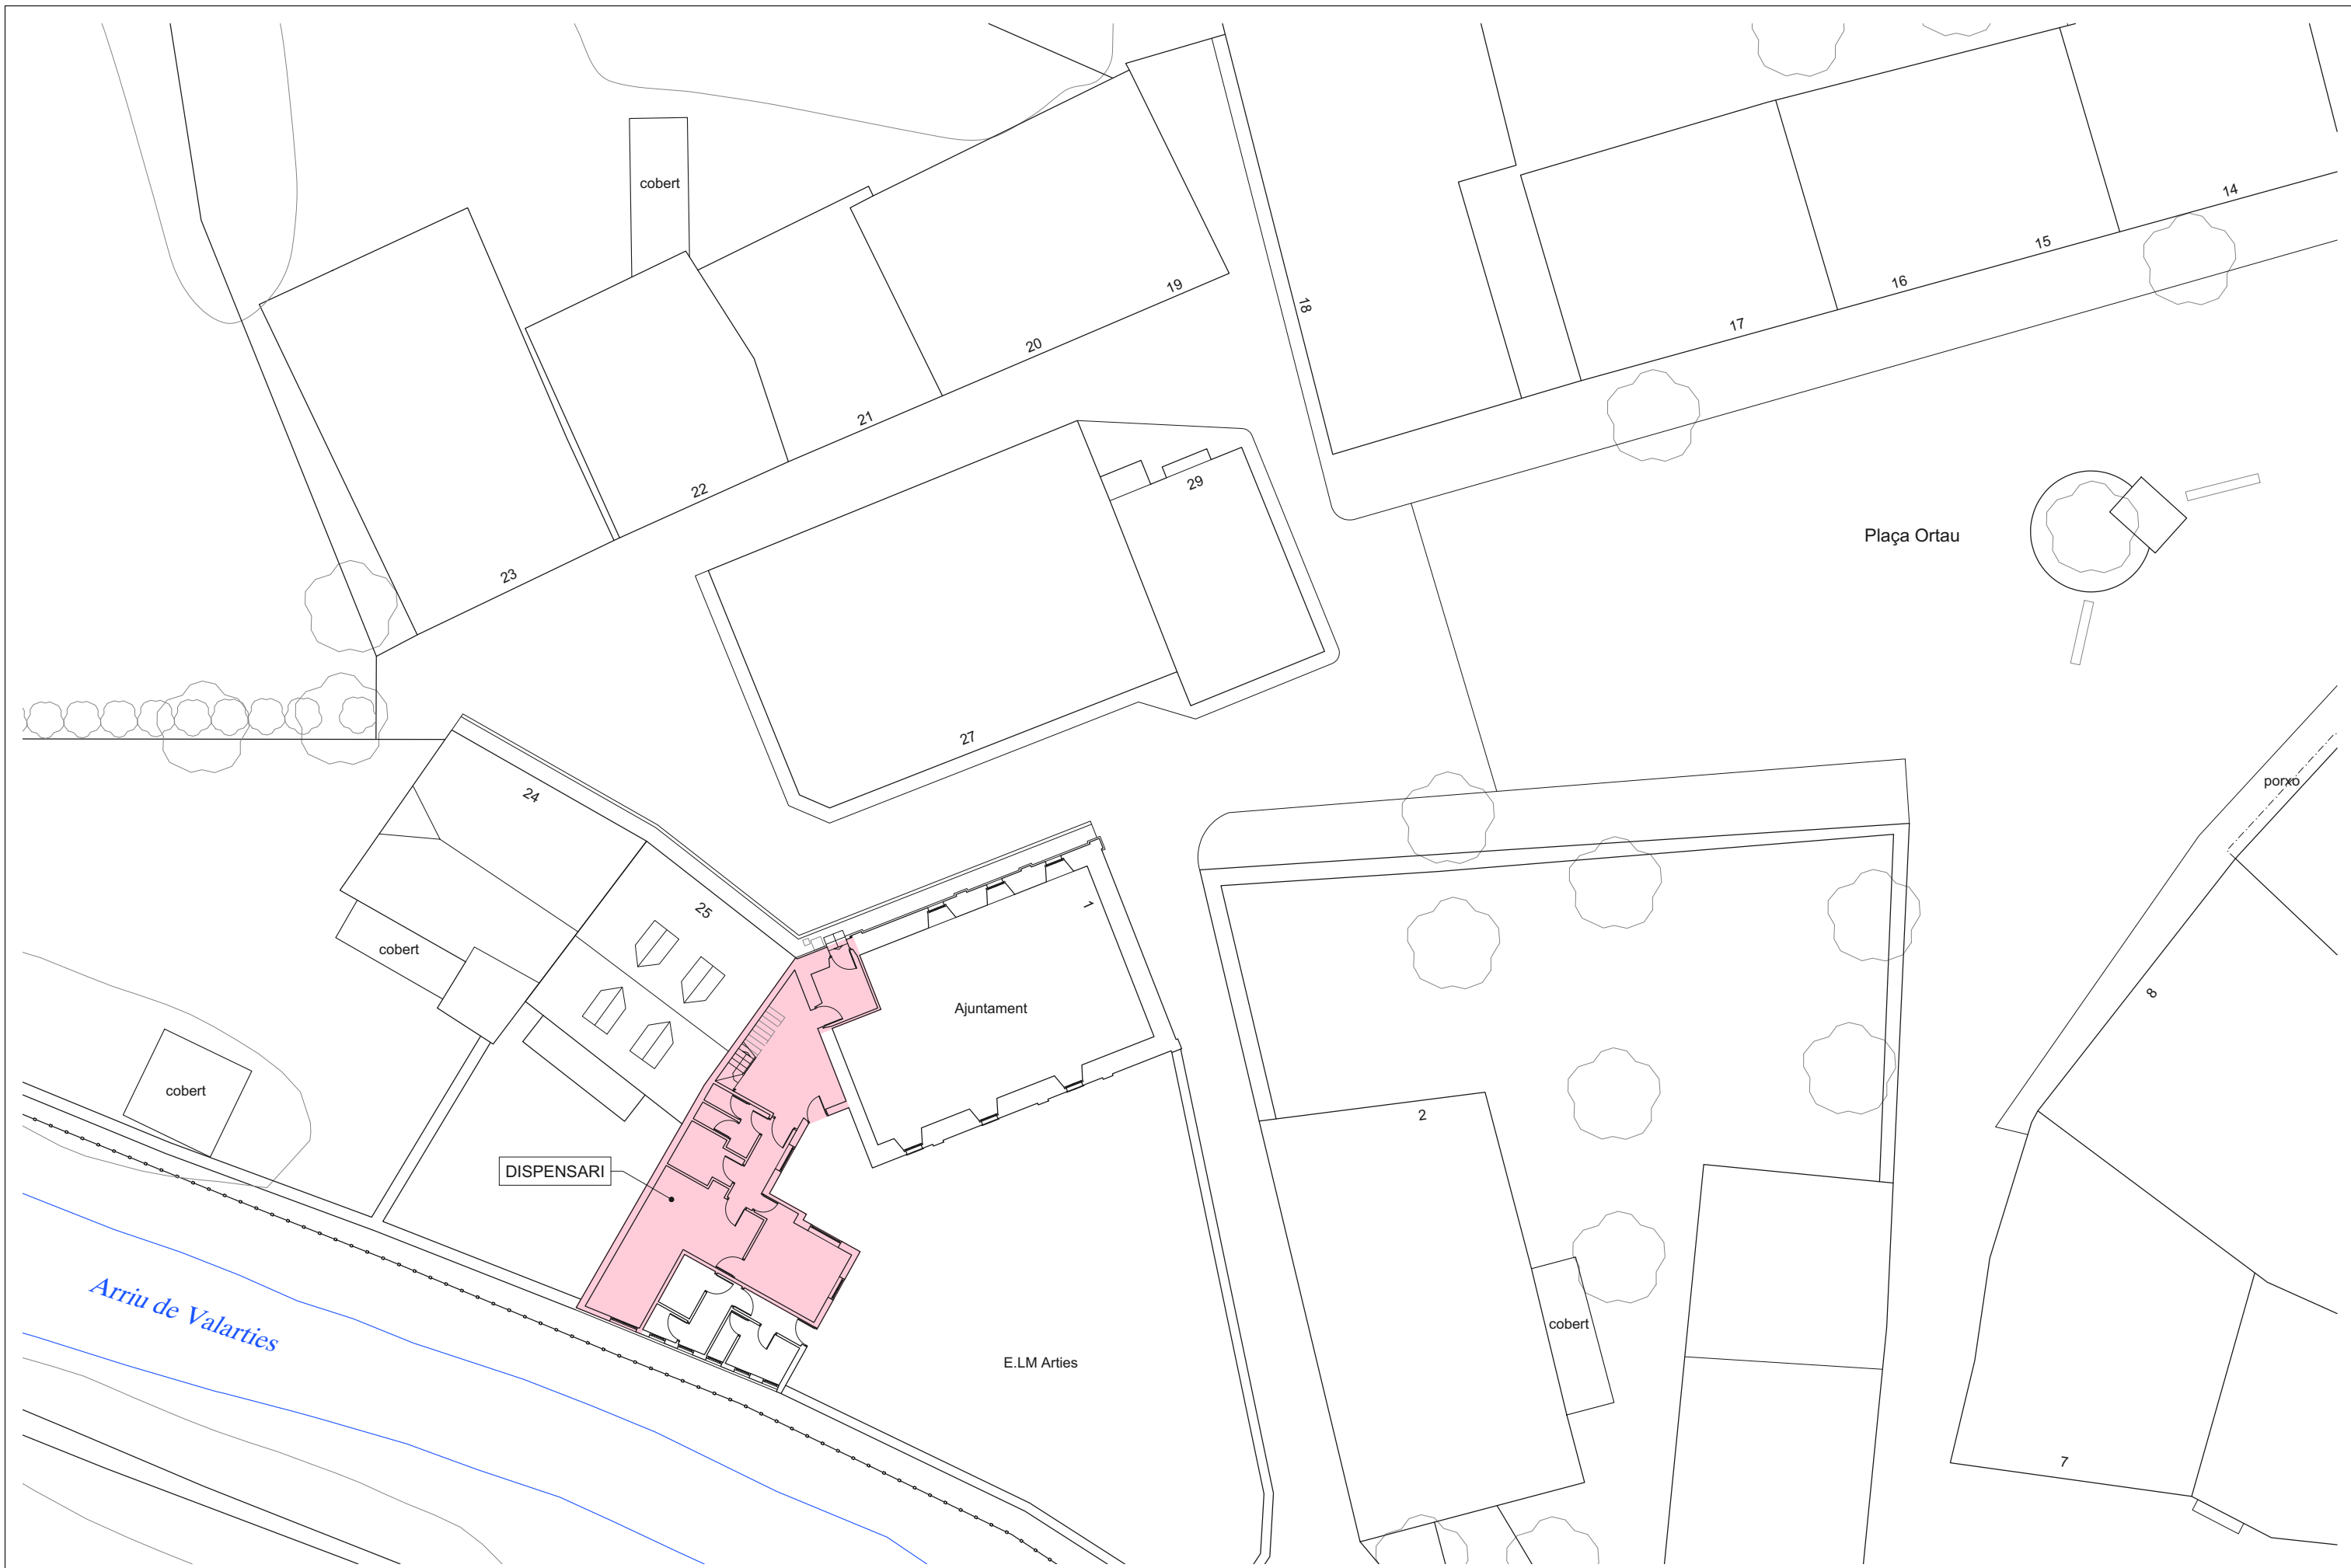 cobert
14
15
16
17
18
19
20
21
22
23
29
Plaça Ortau
27
24
25
porxo
1
cobert
Ajuntament
8
cobert
2
DISPENSARI
Arriu de Valarties
cobert
E.LM Arties
7